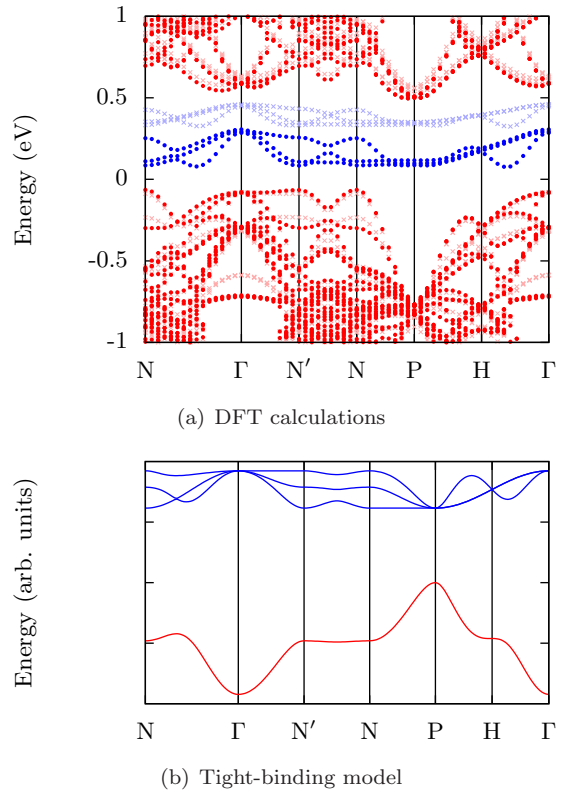 1
0.5
0
-0.5
-1
Energy (eV)
N Γ N′ N P H Γ
(a) DFT calculations
Energy (arb. units)
N Γ N′ N P H Γ
(b) Tight-binding model